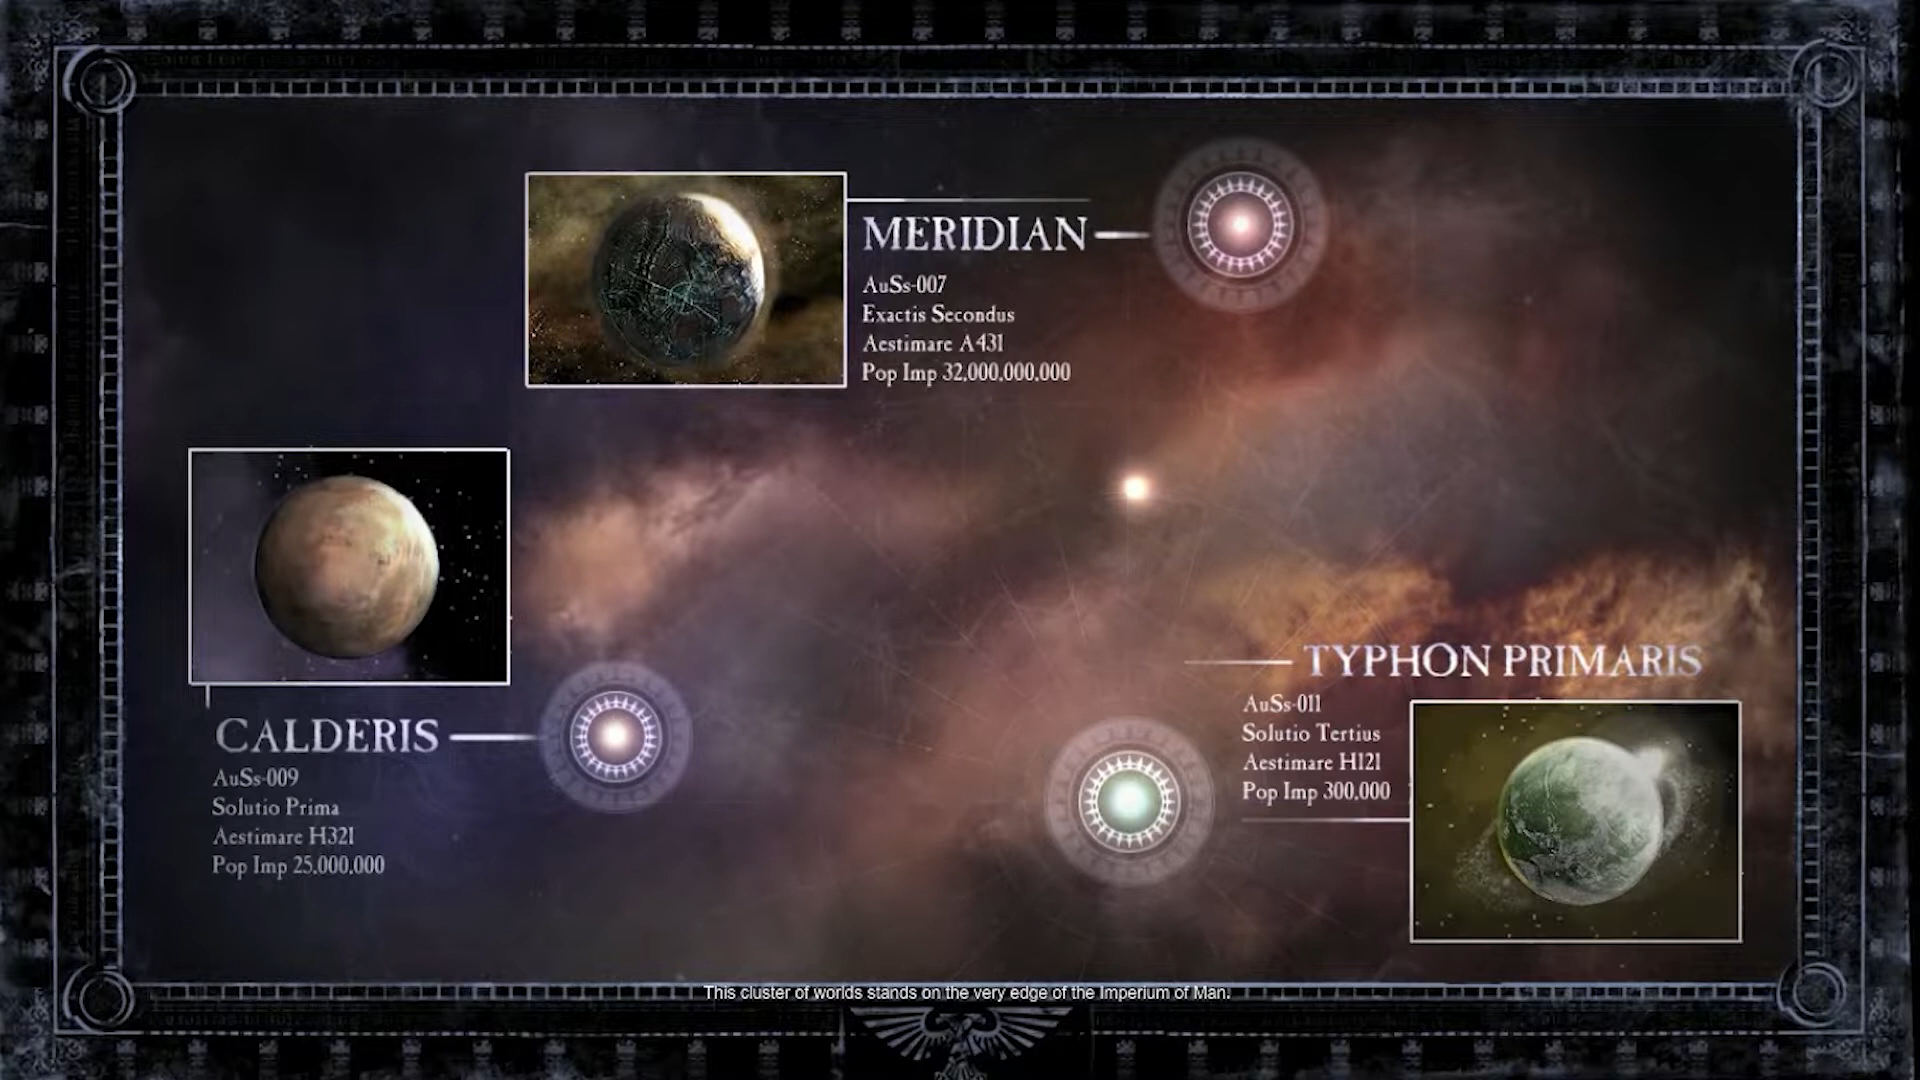 MERIDIAN
AuSs-007
Exactis Secondus
Aestimare A431
Pop Imp 32,000,000,000
CALDERIS
AuSs-009
Solutio Prima
Aestimare H321
Pop Imp 25,000,000
TYPHON PRIMARIS
AuSs-011
Solutio Tertius
Aestimare H121
Pop Imp 300,000
This cluster of worlds stands on the very edge of the Imperium of Man.